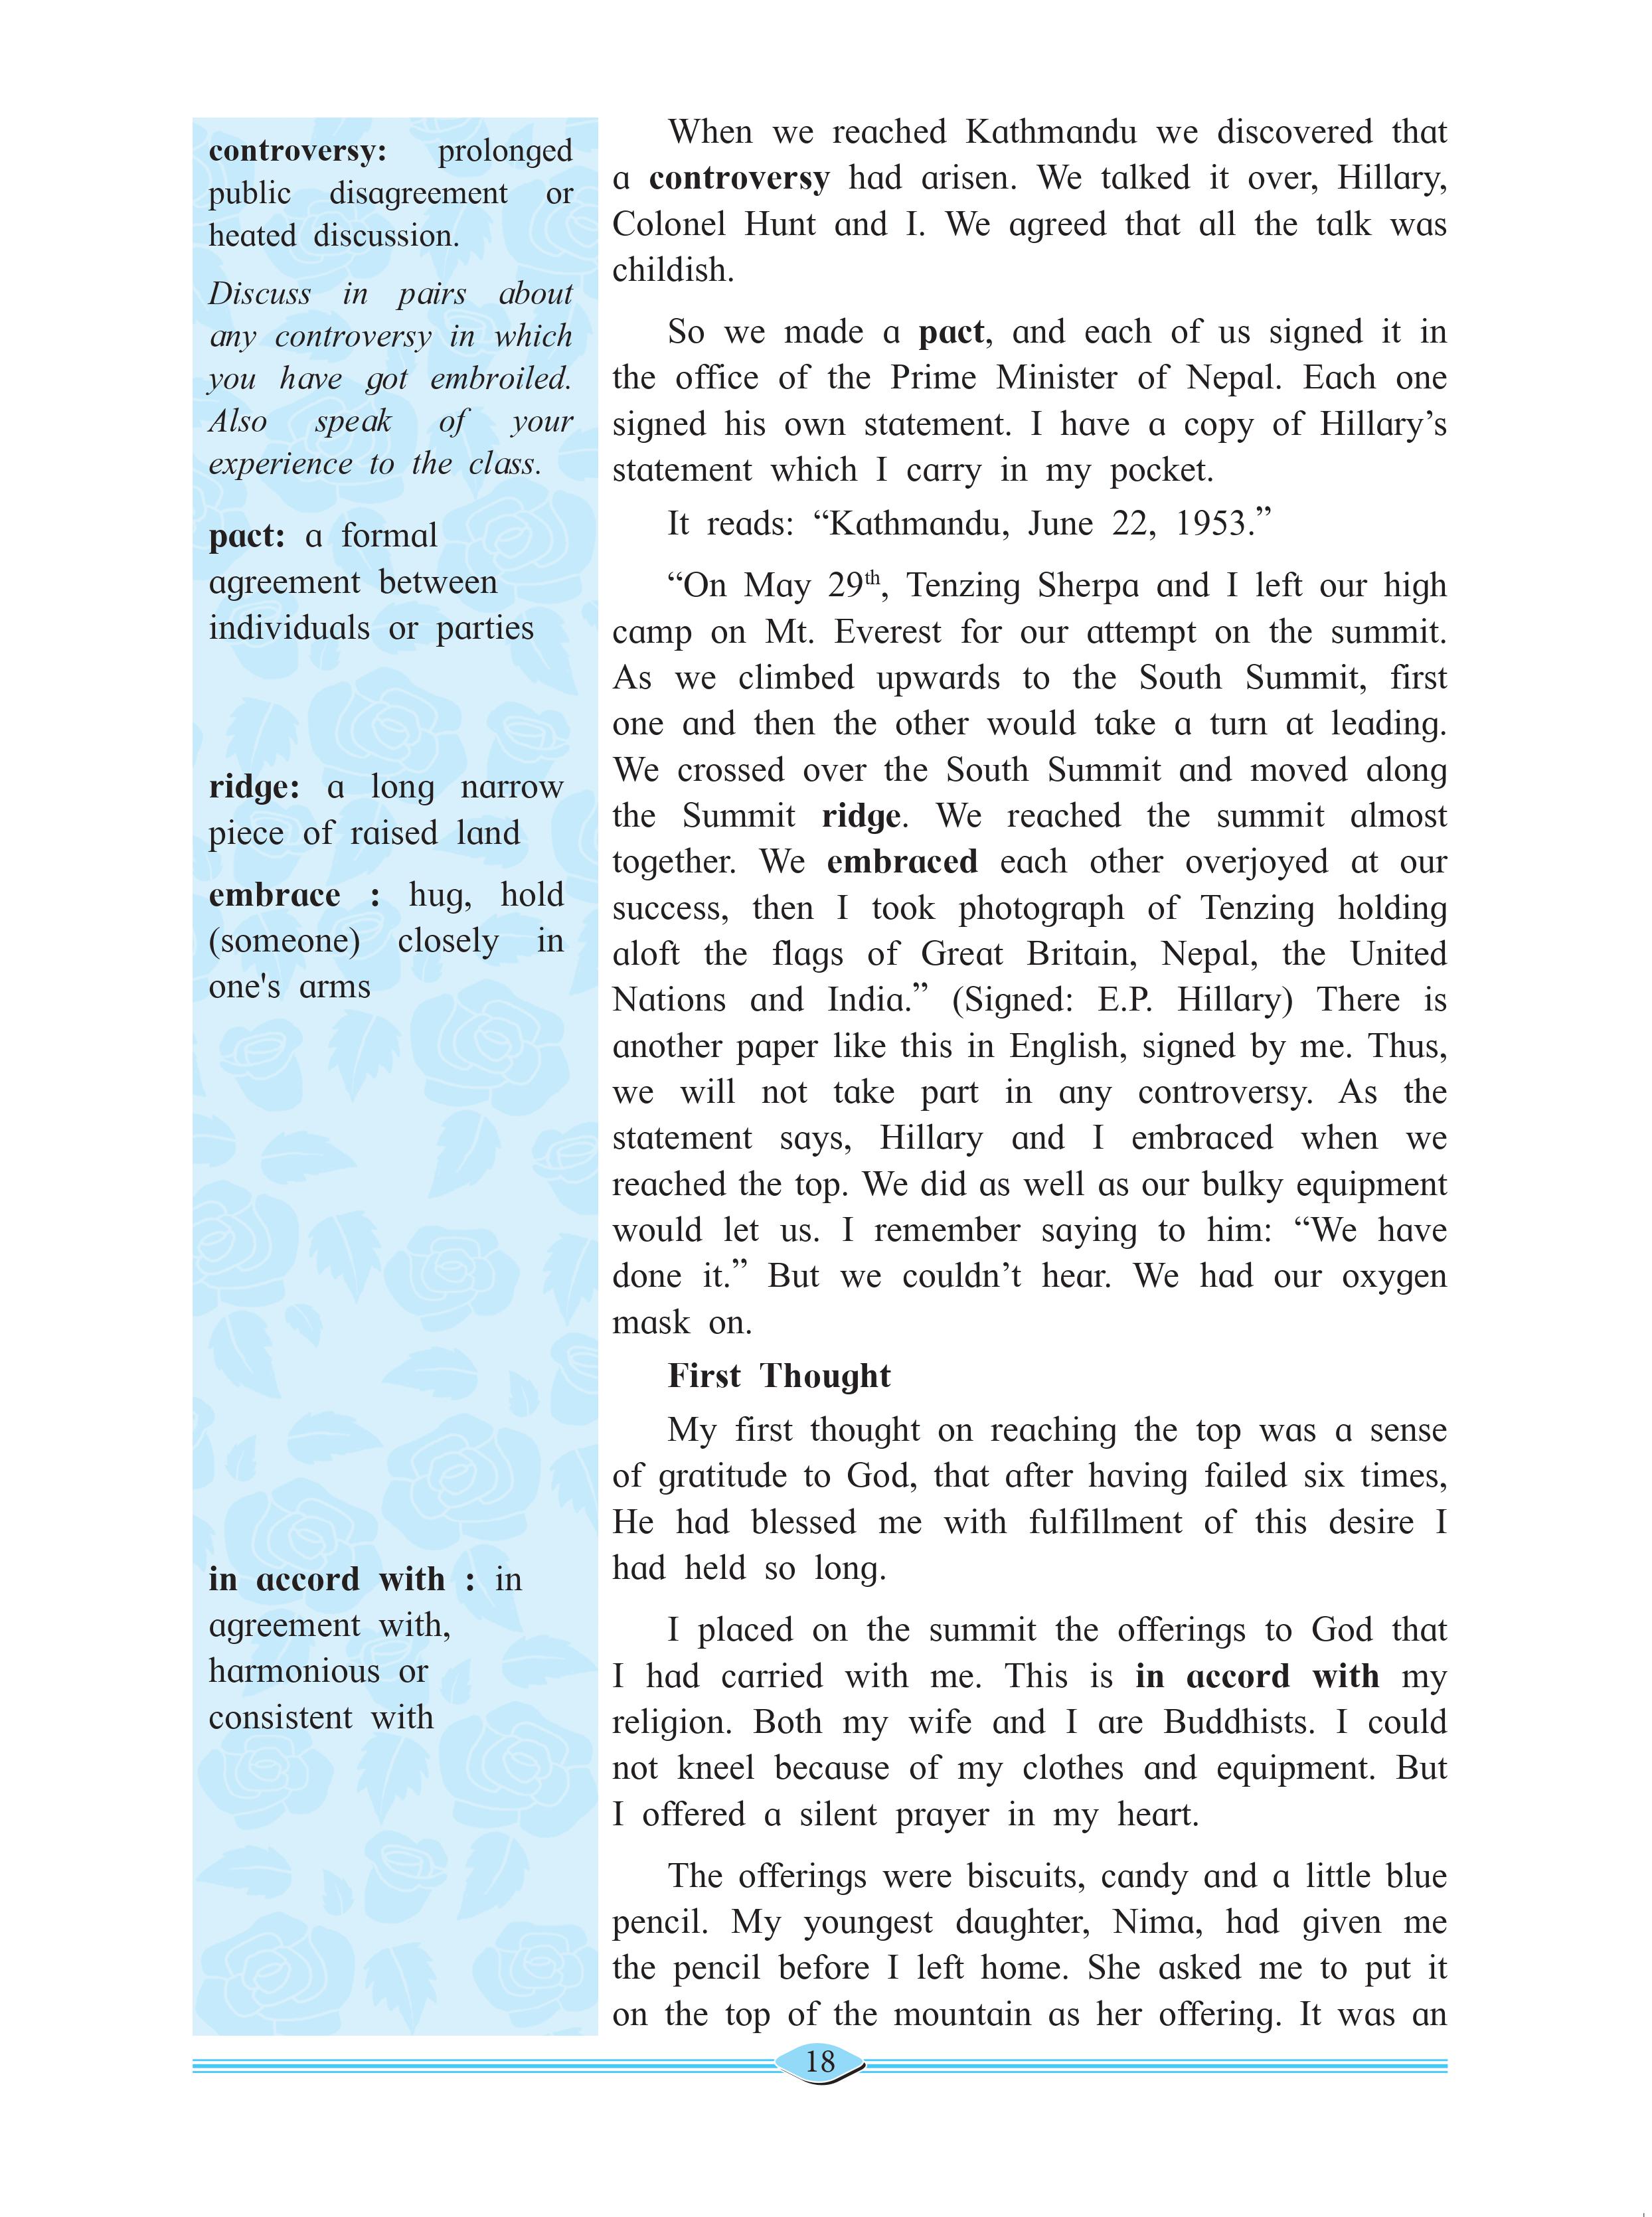 controversy: prolonged
public disagreement or
heated discussion.
Discuss in pairs about
any controversy in which
you have got embroiled.
Also speak of your
experience to the class.
pact: a formal
agreement between
individuals or parties
ridge: a long narrow
piece of raised land
embrace : hug, hold
(someone) closely in
one's arms
in accord with : in
agreement with,
harmonious or
consistent with
When we reached Kathmandu we discovered that
a controversy had arisen. We talked it over, Hillary,
Colonel Hunt and I. We agreed that all the talk was
childish.
So we made a pact, and each of us signed it in
the office of the Prime Minister of Nepal. Each one
signed his own statement. I have a copy of Hillary’s
statement which I carry in my pocket.
It reads: “Kathmandu, June 22, 1953.”
“On May 29th, Tenzing Sherpa and I left our high
camp on Mt. Everest for our attempt on the summit.
As we climbed upwards to the South Summit, first
one and then the other would take a turn at leading.
We crossed over the South Summit and moved along
the Summit ridge. We reached the summit almost
together. We embraced each other overjoyed at our
success, then I took photograph of Tenzing holding
aloft the flags of Great Britain, Nepal, the United
Nations and India.” (Signed: E.P. Hillary) There is
another paper like this in English, signed by me. Thus,
we will not take part in any controversy. As the
statement says, Hillary and I embraced when we
reached the top. We did as well as our bulky equipment
would let us. I remember saying to him: “We have
done it.” But we couldn’t hear. We had our oxygen
mask on.
First Thought
My first thought on reaching the top was a sense
of gratitude to God, that after having failed six times,
He had blessed me with fulfillment of this desire I
had held so long.
I placed on the summit the offerings to God that
I had carried with me. This is in accord with my
religion. Both my wife and I are Buddhists. I could
not kneel because of my clothes and equipment. But
I offered a silent prayer in my heart.
The offerings were biscuits, candy and a little blue
pencil. My youngest daughter, Nima, had given me
the pencil before I left home. She asked me to put it
on the top of the mountain as her offering. It was an
18